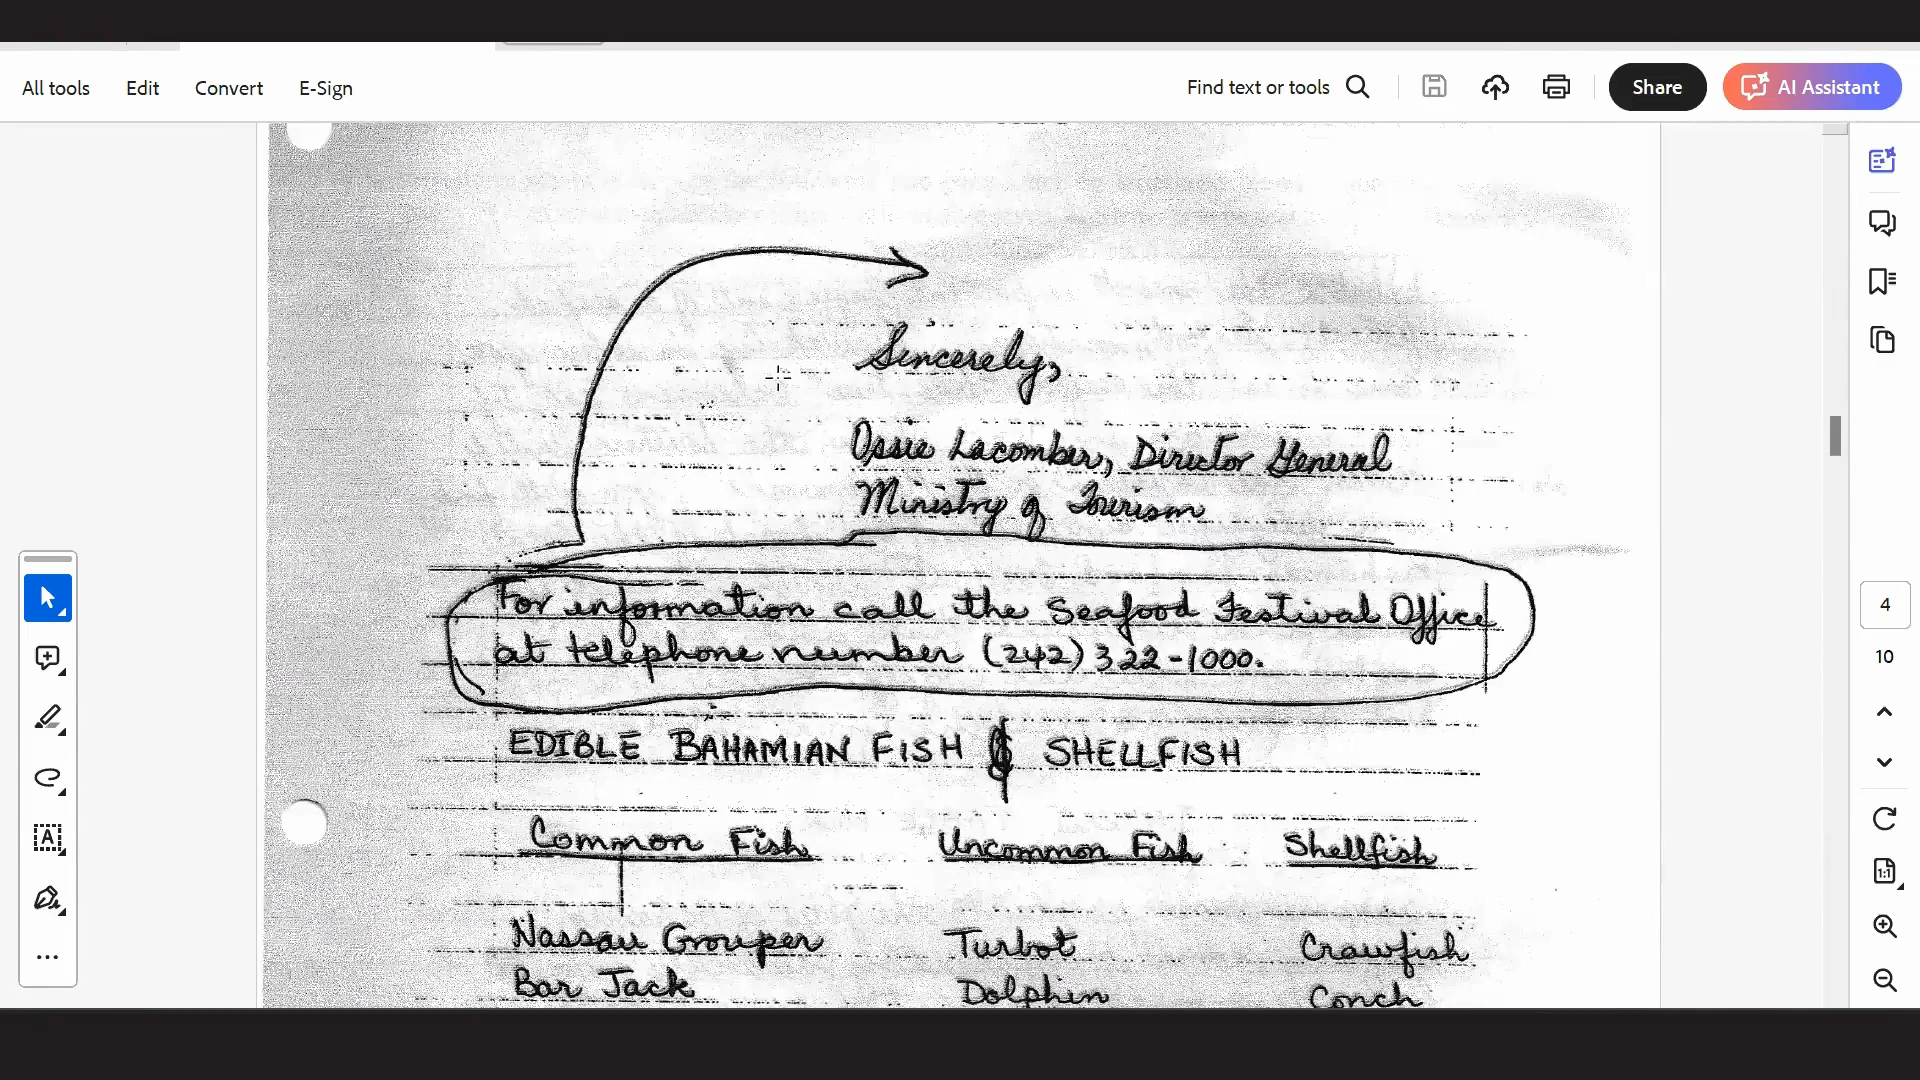 All tools Edit Convert E-Sign Find text or tools Share AI Assistant
Sincerely,
Ossie Lacomber, Director General
Ministry of Tourism
For information call the Seafood Festival Office
at telephone number (242) 322-1000.
EDIBLE BAHAMIAN FISH & SHELLFISH
Common Fish Uncommon Fish Shellfish
Nassau Grouper Turbot Crawfish
Bar Jack Dolphin Conch
4
10